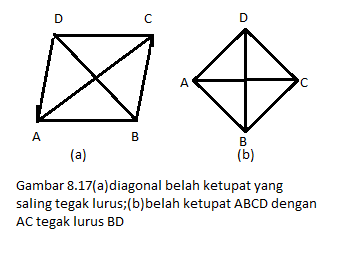 D C D
A C
A B B
(a) (b)
Gambar 8.17(a)diagonal belah ketupat yang
saling tegak lurus;(b)belah ketupat ABCD dengan
AC tegak lurus BD